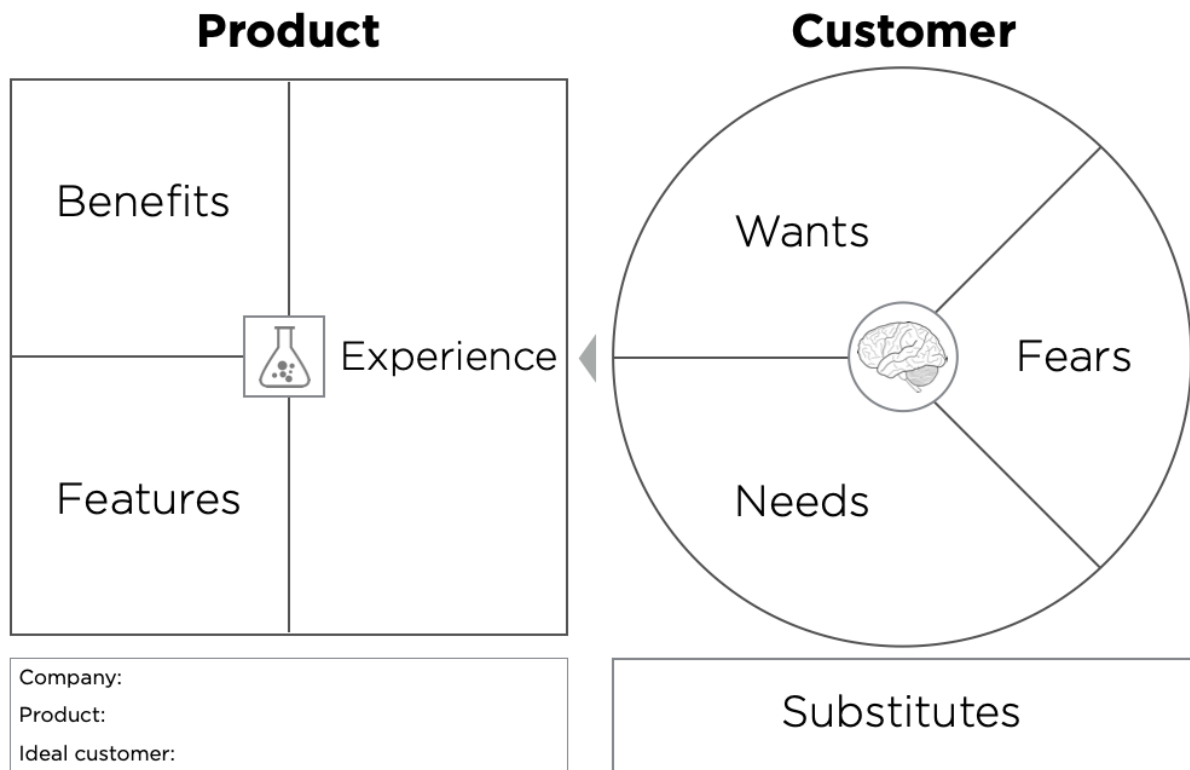 Product
Benefits
Features
Experience
Company:
Product:
Ideal customer:
Customer
Wants
Fears
Needs
Substitutes